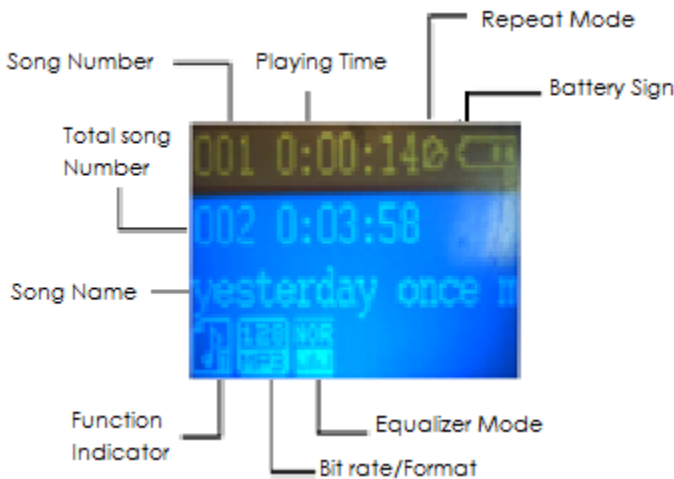 Repeat Mode
Song Number
Playing Time
Battery Sign
Total song
Number
001 0:00:14
002 0:03:58
Song Name
yesterday once m
128
MP3
NOR
Function
Indicator
Equalizer Mode
Bit rate/Format